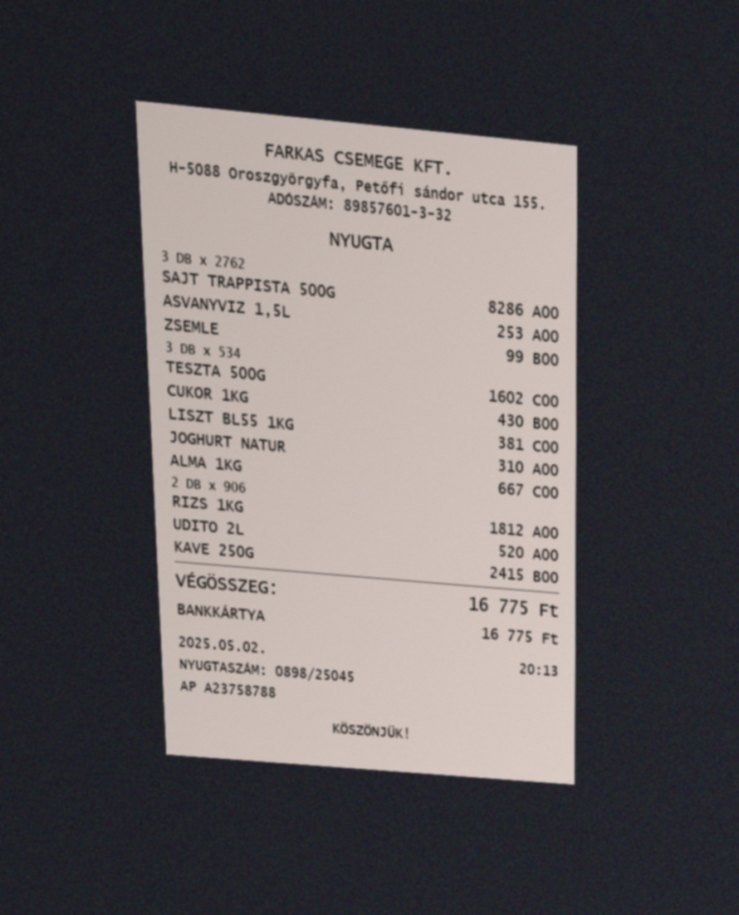 FARKAS CSEMEGE KFT.
H-5088 Oroszgyörgyfa, Petőfi sándor utca 155.
ADÓSZÁM: 89857601-3-32
NYUGTA
3 DB x 2762
SAJT TRAPPISTA 500G 8286 A00
ASVANYVIZ 1,5L 253 A00
ZSEMLE 99 B00
3 DB x 534
TESZTA 500G 1602 C00
CUKOR 1KG 430 B00
LISZT BL55 1KG 381 C00
JOGHURT NATUR 310 A00
ALMA 1KG 667 C00
2 DB x 906
RIZS 1KG 1812 A00
UDITO 2L 520 A00
KAVE 250G 2415 B00
VÉGÖSSZEG: 16 775 Ft
BANKKÁRTYA 16 775 Ft
2025.05.02. 20:13
NYUGTASZÁM: 0898/25045
AP A23758788
KÖSZÖNJÜK!